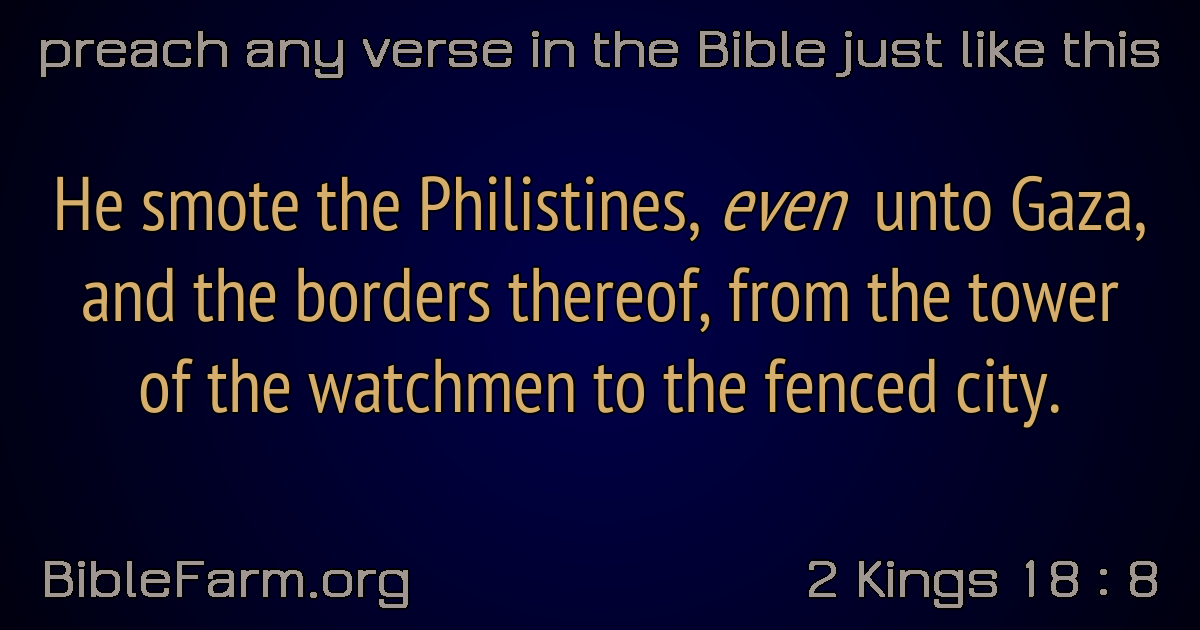 preach any verse in the Bible just like this
He smote the Philistines, even unto Gaza,
and the borders thereof, from the tower
of the watchmen to the fenced city.
BibleFarm.org
2 Kings 18 : 8